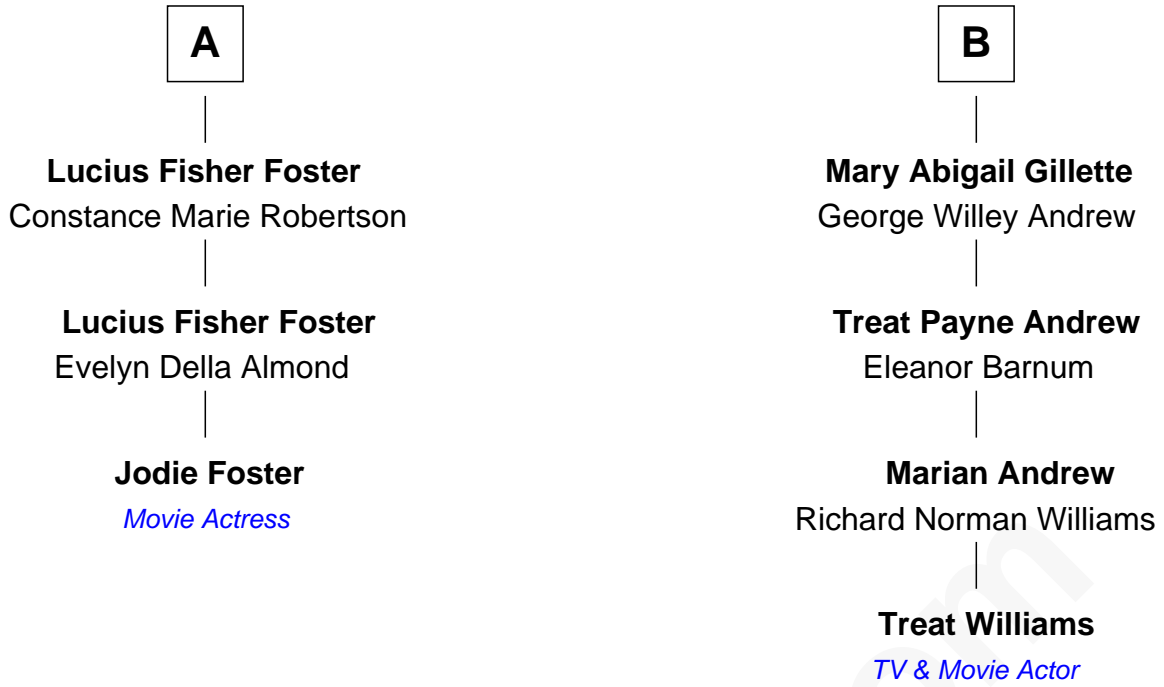 A
Lucius Fisher Foster
Constance Marie Robertson
Lucius Fisher Foster
Evelyn Della Almond
Jodie Foster
Movie Actress
B
Mary Abigail Gillette
George Willey Andrew
Treat Payne Andrew
Eleanor Barnum
Marian Andrew
Richard Norman Williams
Treat Williams
TV & Movie Actor